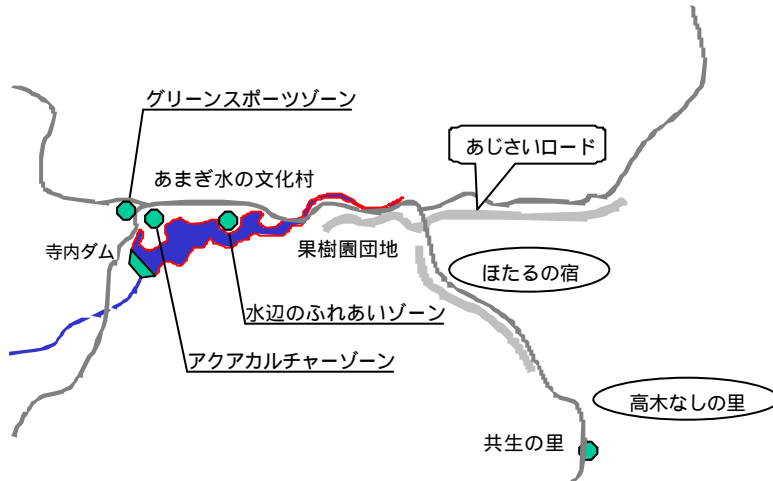 グリーンスポーツゾーン
あじさいロード
あまぎ水の文化村
寺内ダム
果樹園団地
ほたるの宿
水辺のふれあいゾーン
アクアカルチャーゾーン
高木なしの里
共生の里